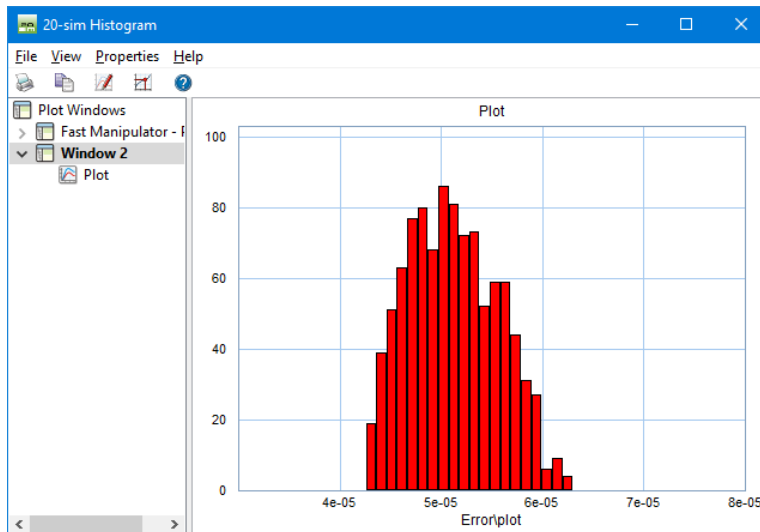 20-sim Histogram
File View Properties Help
Plot Windows
Fast Manipulator -
Window 2
Plot
Plot
100
80
60
40
20
0
4e-05 5e-05 6e-05 7e-05 8e-05
Error\plot